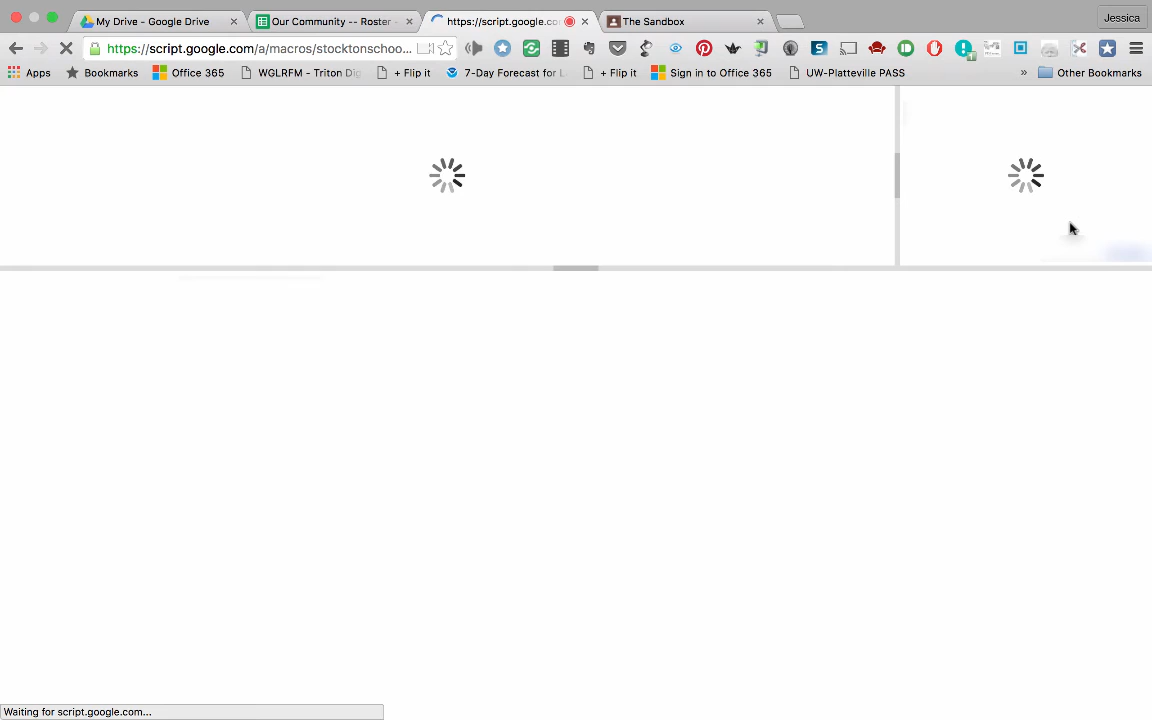 My Drive - Google Drive
Our Community -- Roster -
https://script.google.co
The Sandbox
Jessica
https://script.google.com/a/macros/stocktonschoo...
Apps
Bookmarks
Office 365
WGLRFM - Triton Dig
+ Flip it
7-Day Forecast for L
+ Flip it
Sign in to Office 365
UW-Platteville PASS
»
Other Bookmarks
Waiting for script.google.com...